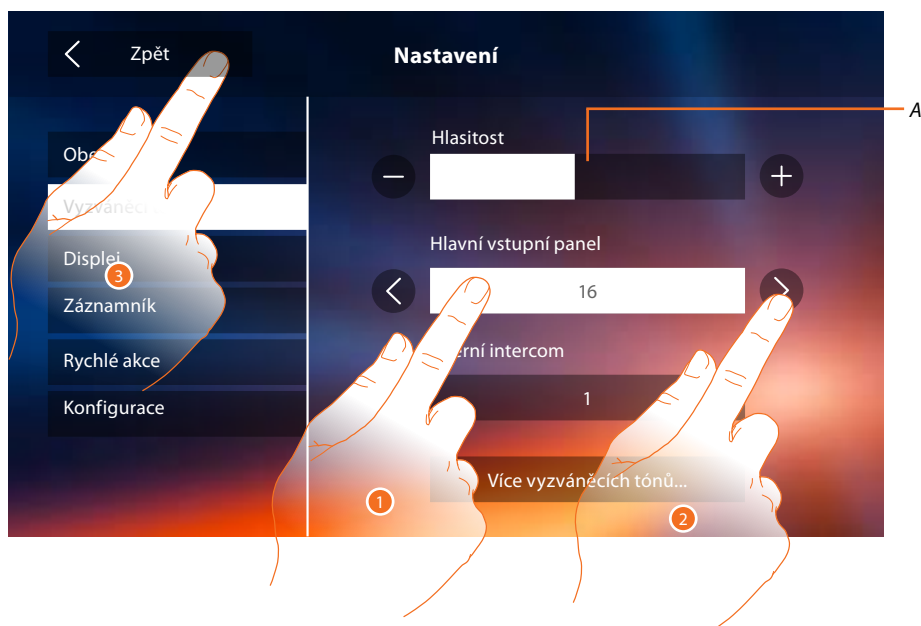 Zpět
Nastavení
A
Hlasitost
Hlavní vstupní panel
16
intercom
1
Více vyzváněcích tónů...
Displej
3
Záznamník
Rychlé akce
Konfigurace
1
2